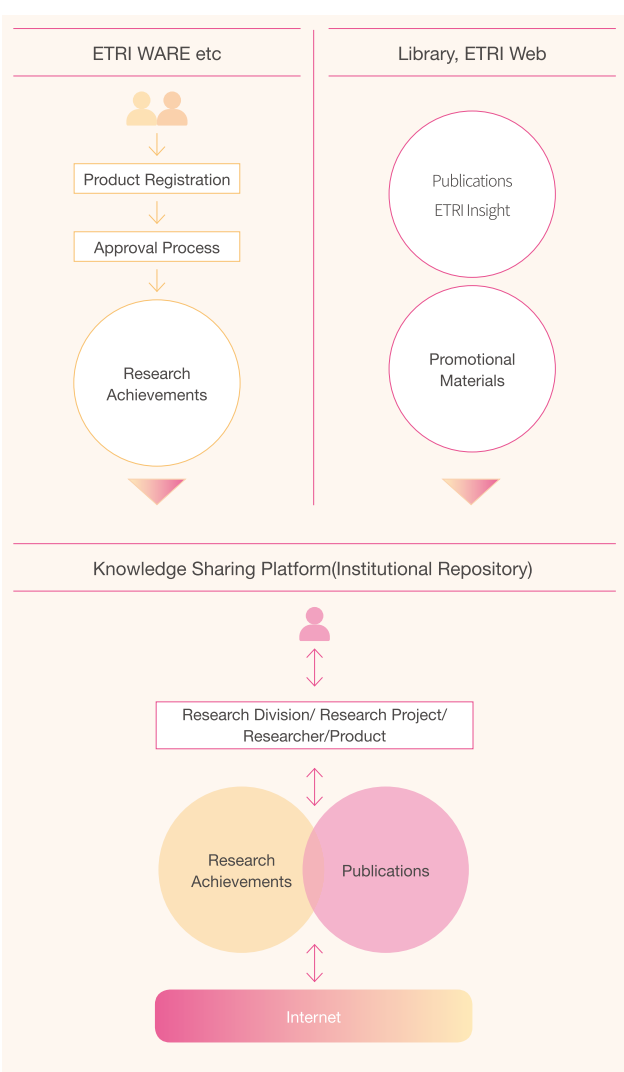 ETRI WARE etc
Product Registration
Approval Process
Research
Achievements
Library, ETRI Web
Publications
ETRI Insight
Promotional
Materials
Knowledge Sharing Platform(Institutional Repository)
Research Division/ Research Project/
Researcher/Product
Research
Achievements
Publications
Internet